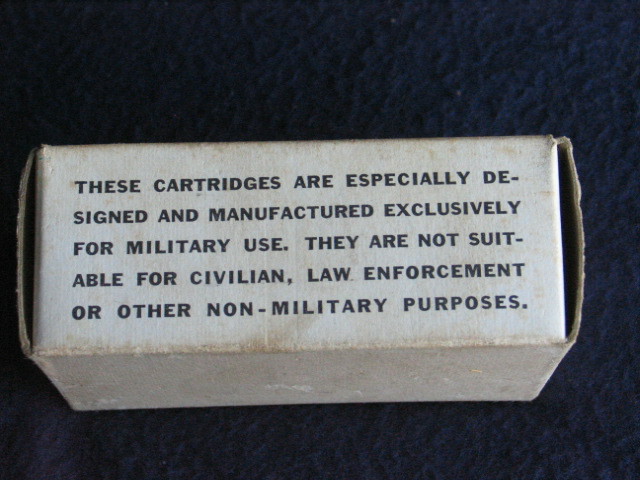 THESE CARTRIDGES ARE ESPECIALLY DE-
SIGNED AND MANUFACTURED EXCLUSIVELY
FOR MILITARY USE. THEY ARE NOT SUIT-
ABLE FOR CIVILIAN, LAW ENFORCEMENT
OR OTHER NON-MILITARY PURPOSES.